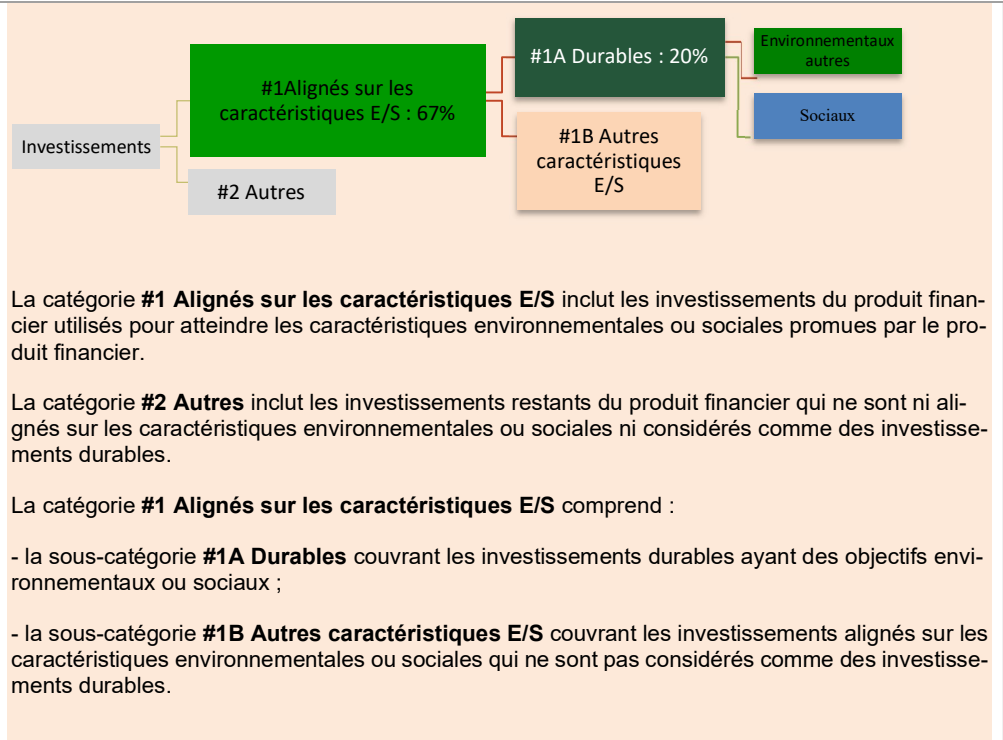 Investissements
#1Alignés sur les
caractéristiques E/S : 67%
#2 Autres
#1A Durables : 20%
#1B Autres
caractéristiques
E/S
Environnementaux
autres
Sociaux
La catégorie #1 Alignés sur les caractéristiques E/S inclut les investissements du produit finan-
cier utilisés pour atteindre les caractéristiques environnementales ou sociales promues par le pro-
duit financier.
La catégorie #2 Autres inclut les investissements restants du produit financier qui ne sont ni ali-
gnés sur les caractéristiques environnementales ou sociales ni considérés comme des investisse-
ments durables.
La catégorie #1 Alignés sur les caractéristiques E/S comprend :
- la sous-catégorie #1A Durables couvrant les investissements durables ayant des objectifs envi-
ronnementaux ou sociaux ;
- la sous-catégorie #1B Autres caractéristiques E/S couvrant les investissements alignés sur les
caractéristiques environnementales ou sociales qui ne sont pas considérés comme des investisse-
ments durables.